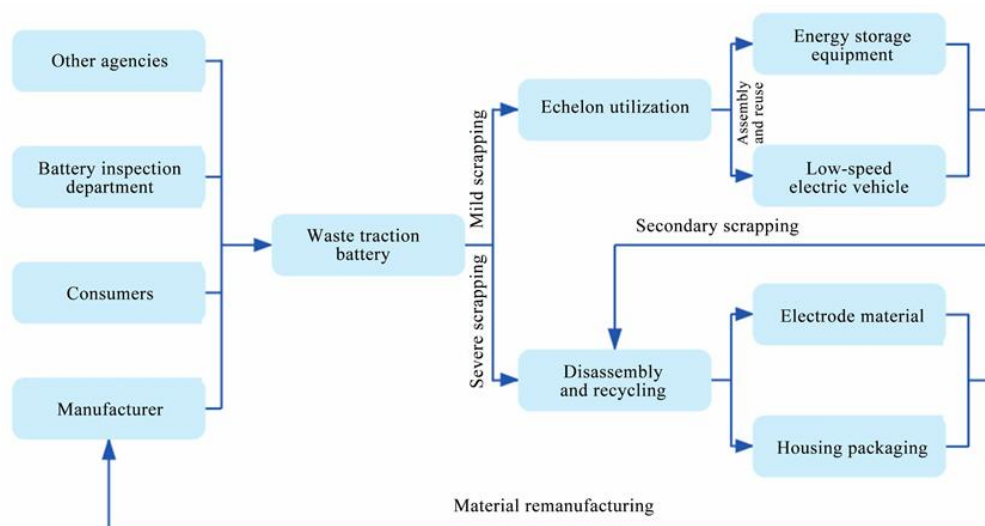 Other agencies
Battery inspection
department
Consumers
Manufacturer
Waste traction
battery
Mild scrapping
Severe scrapping
Echelon utilization
Assembly
and reuse
Energy storage
equipment
Low-speed
electric vehicle
Secondary scrapping
Disassembly
and recycling
Electrode material
Housing packaging
Material remanufacturing